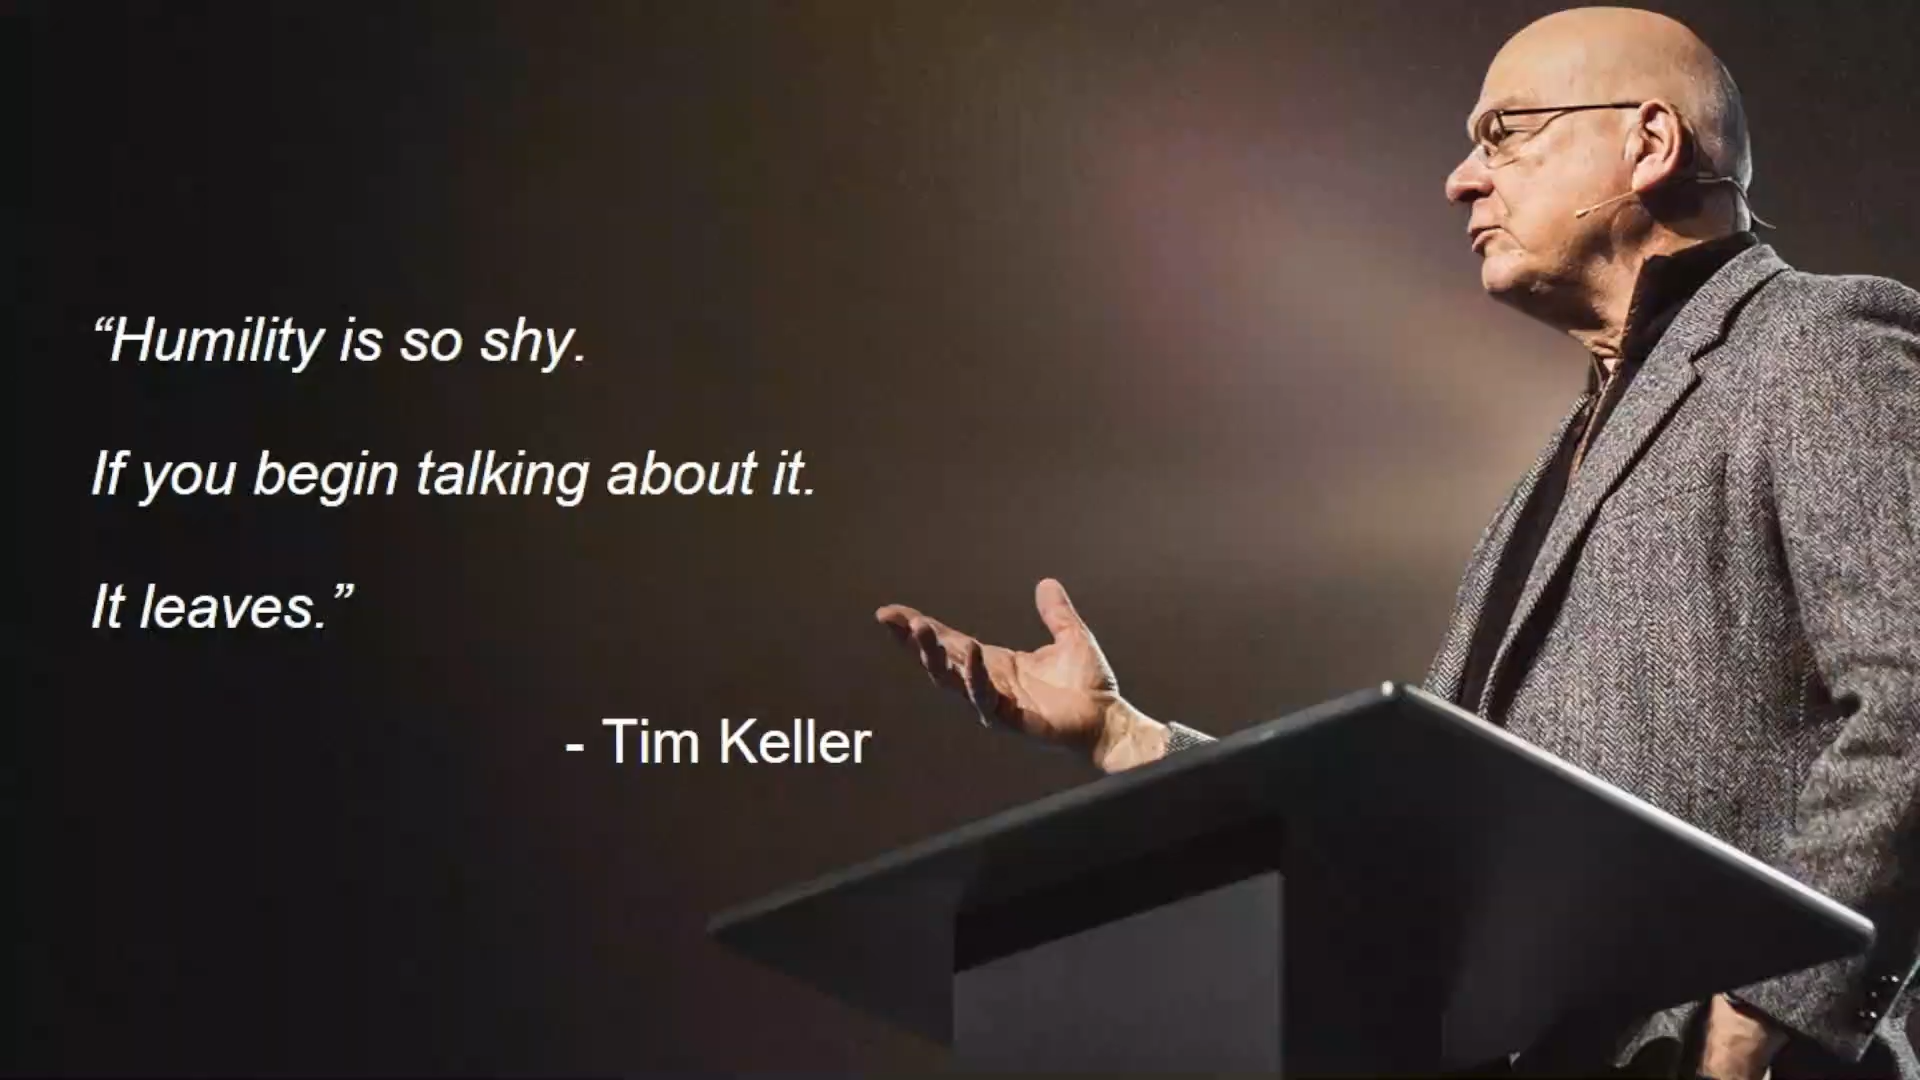 “Humility is so shy.
If you begin talking about it.
It leaves.”
- Tim Keller